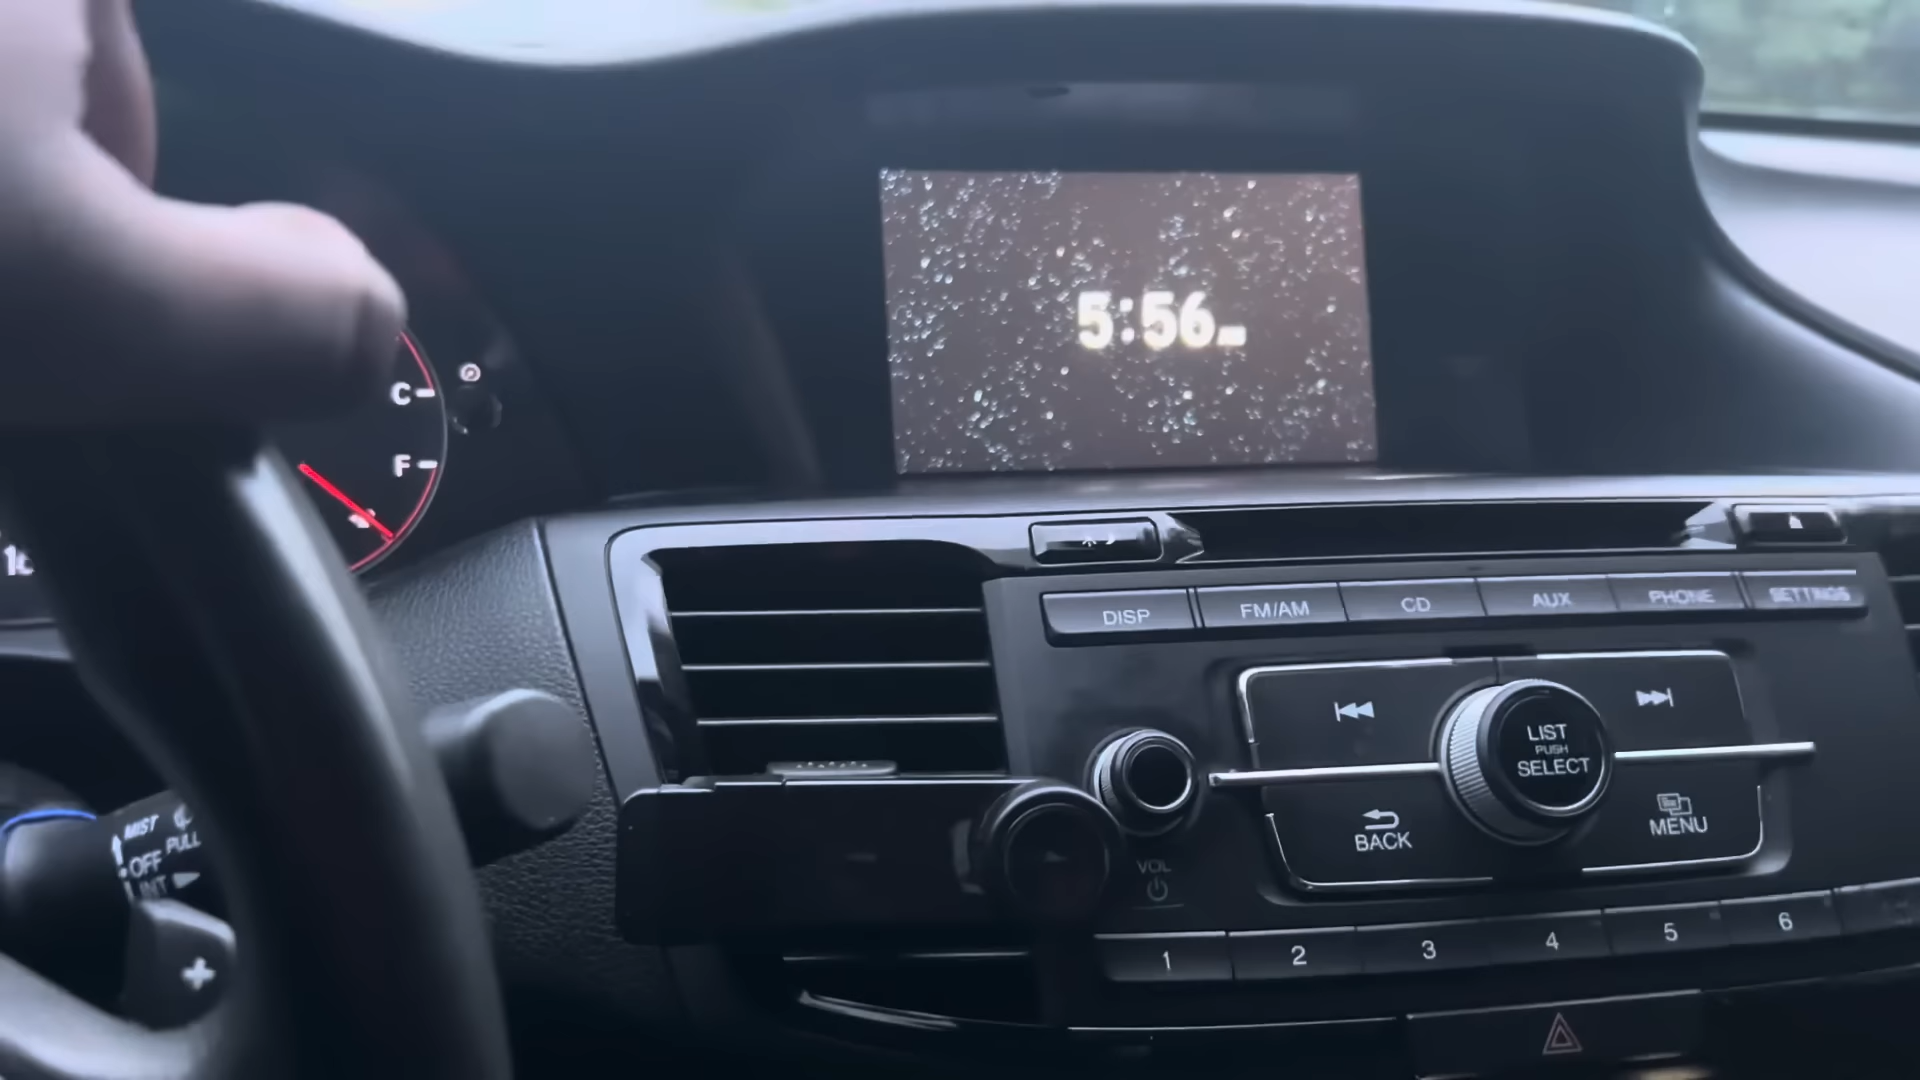 5:56
C
F
DISP
FM/AM
CD
AUX
PHONE
SETTINGS
LIST
PUSH
SELECT
BACK
MENU
VOL
MIST
PULL
OFF
INT
1
2
3
4
5
6